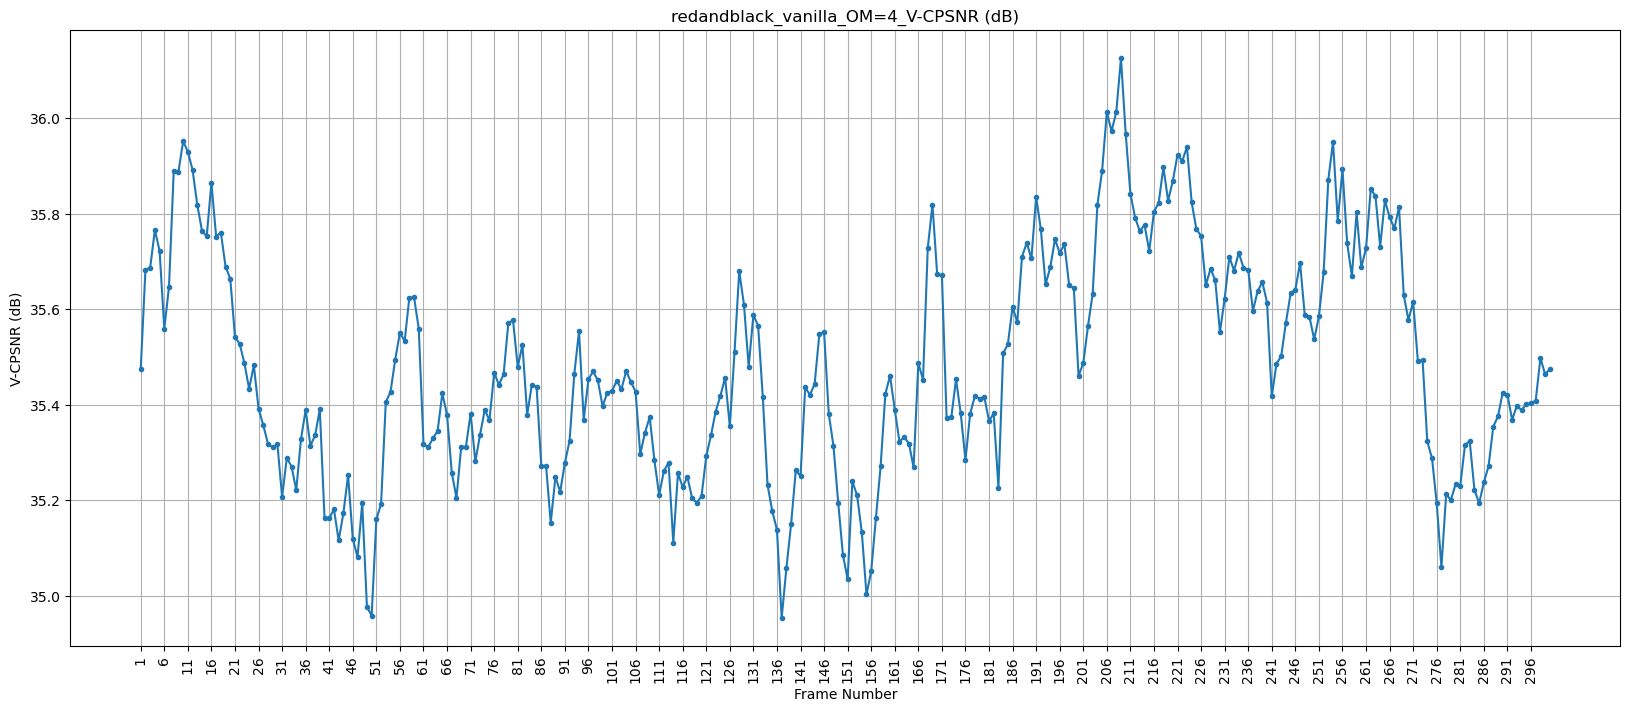 redandblack_vanilla_OM=4_V-CPSNR (dB)
V-CPSNR (dB)
36.0
35.8
35.6
35.4
35.2
35.0
1 6 11 16 21 26 31 36 41 46 51 56 61 66 71 76 81 86 91 96 101 106 111 116 121 126 131 136 141 146 151 156 161 166 171 176 181 186 191 196 201 206 211 216 221 226 231 236 241 246 251 256 261 266 271 276 281 286 291 296
Frame Number